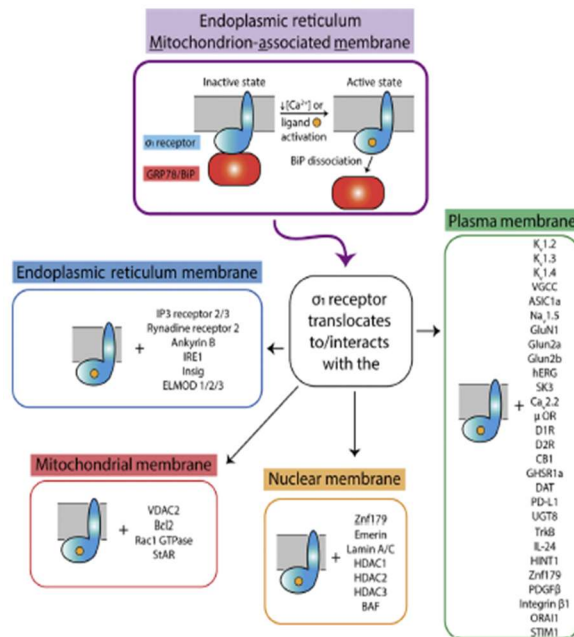 Endoplasmic reticulum
Mitochondrion-associated membrane
Inactive state
Active state
↓[Ca²⁺] or
ligand
activation
σ₁ receptor
BiP dissociation
GRP78/BiP
Plasma membrane
Kᵥ1.2
Kᵥ1.3
Kᵥ1.4
VGCC
ASIC1a
Naᵥ1.5
GluN1
Glun2a
Glun2b
hERG
SK3
Caᵥ2.2
μ OR
D1R
D2R
CB1
GHSR1a
DAT
PD-L1
UGT8
TrkB
IL-24
HINT1
Znf179
PDGFβ
Integrin β1
ORAI1
STIM1
+
Endoplasmic reticulum membrane
+
IP3 receptor 2/3
Rynadine receptor 2
Ankyrin B
IRE1
Insig
ELMOD 1/2/3
σ₁ receptor
translocates
to/interacts
with the
Mitochondrial membrane
+
VDAC2
Bcl2
Rac1 GTPase
StAR
Nuclear membrane
+
Znf179
Emerin
Lamin A/C
HDAC1
HDAC2
HDAC3
BAF